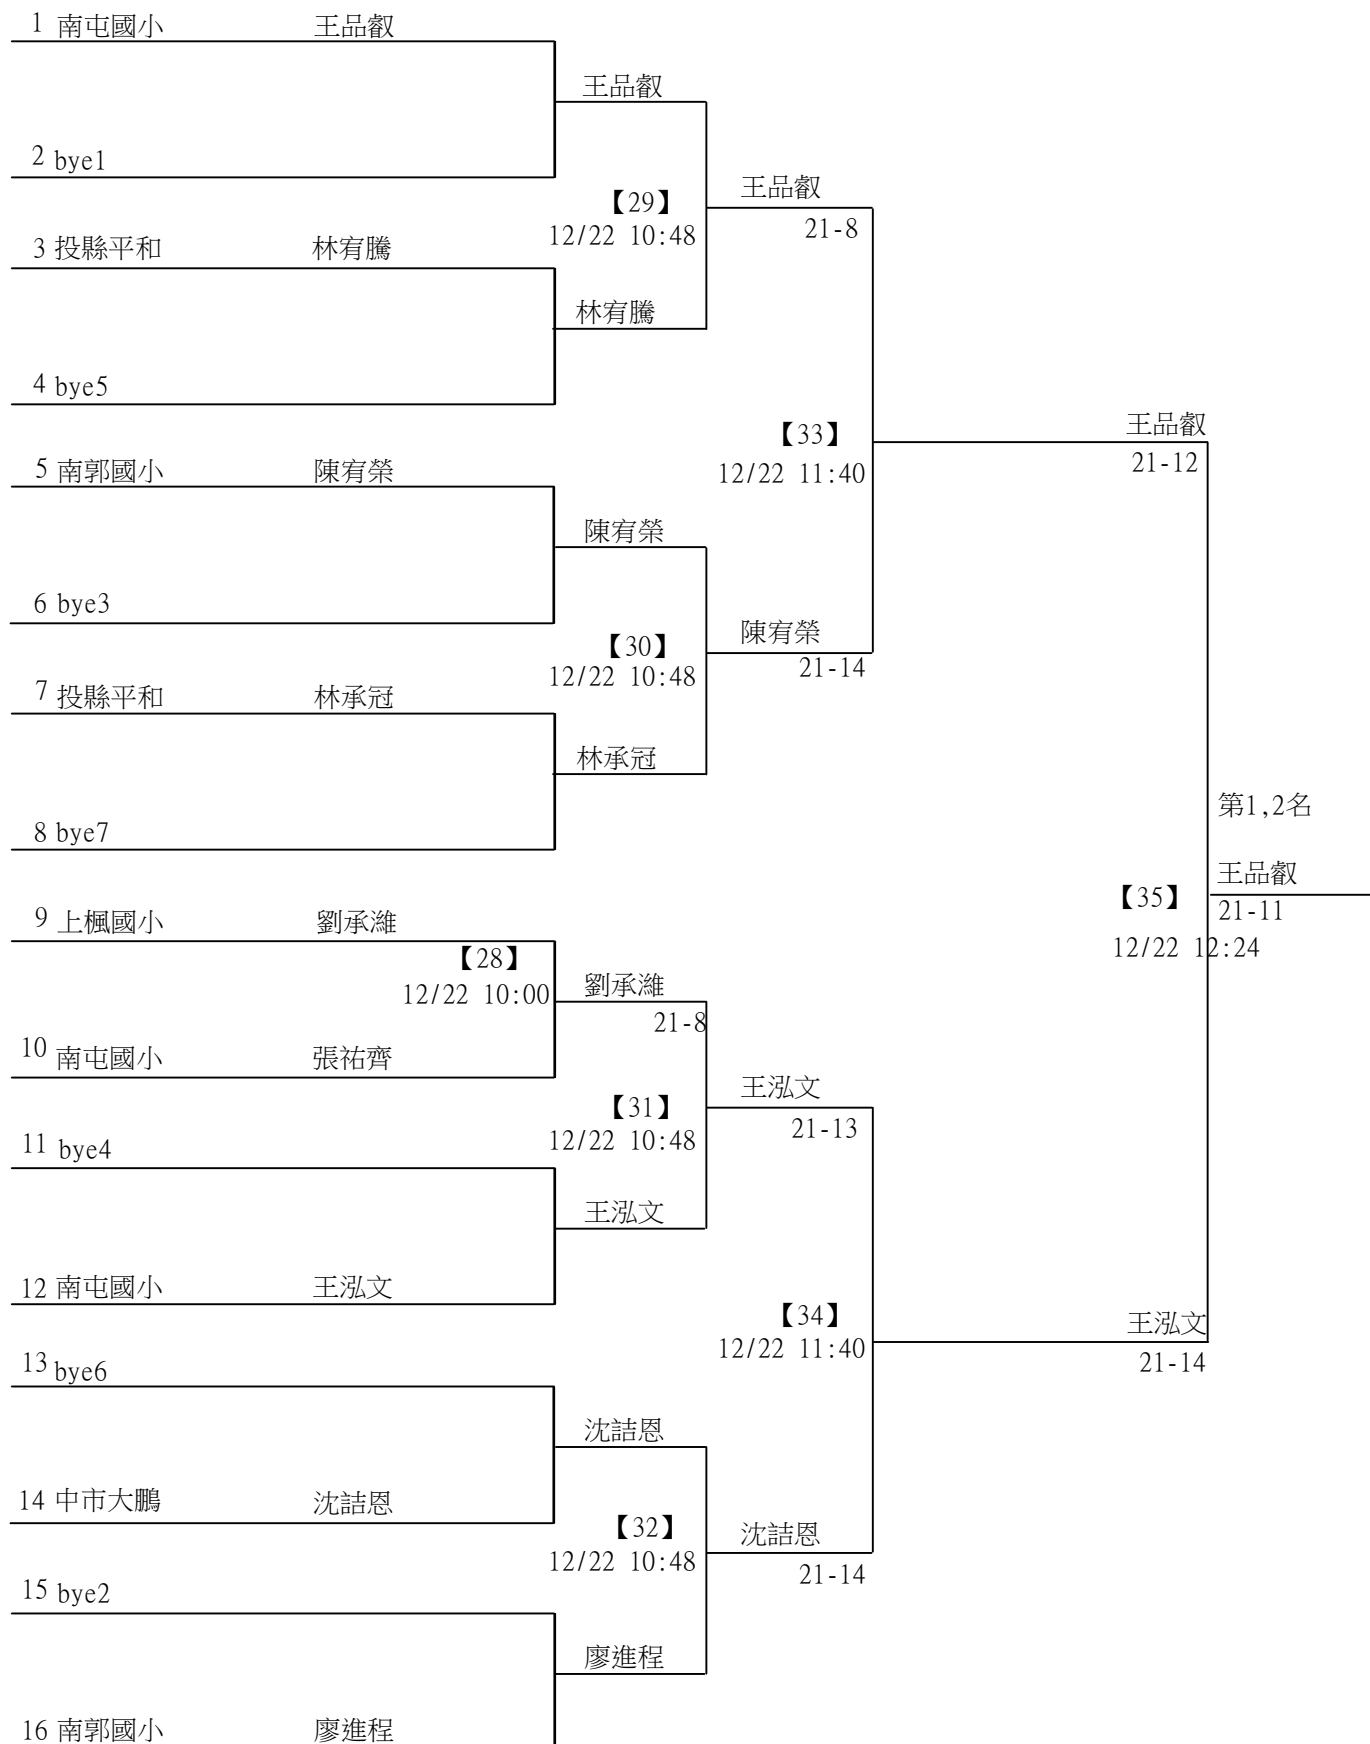 1 南屯國小 王品叡
王品叡
2 bye1
王品叡
【29】
21-8
12/22 10:48
3 投縣平和 林宥騰
林宥騰
4 bye5
王品叡
【33】
21-12
12/22 11:40
5 南郭國小 陳宥榮
陳宥榮
6 bye3
陳宥榮
【30】
21-14
12/22 10:48
7 投縣平和 林承冠
林承冠
第1,2名
8 bye7
王品叡
【35】
21-11
12/22 12:24
9 上楓國小 劉承濰
【28】
12/22 10:00
劉承濰
21-8
10 南屯國小 張祐齊
王泓文
【31】
21-13
12/22 10:48
11 bye4
王泓文
12 南屯國小 王泓文
【34】
12/22 11:40
王泓文
21-14
13 bye6
沈詰恩
14 中市大鵬 沈詰恩
【32】
沈詰恩
12/22 10:48
21-14
15 bye2
廖進程
16 南郭國小 廖進程